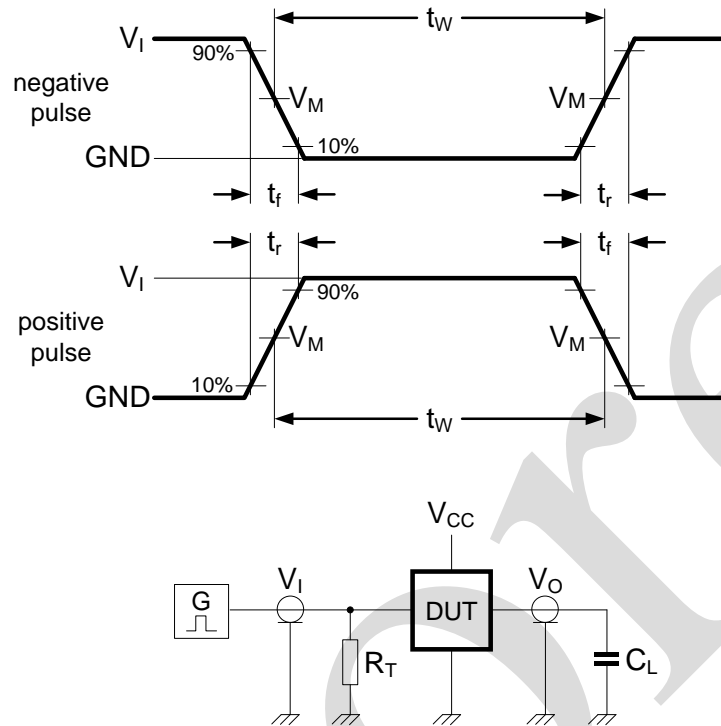 V_I
90%
negative
pulse
t_W
V_M
V_M
10%
GND
t_f
t_r
t_r
t_f
V_I
90%
positive
pulse
V_M
V_M
10%
GND
t_W
V_CC
V_I
V_O
G
DUT
R_T
C_L